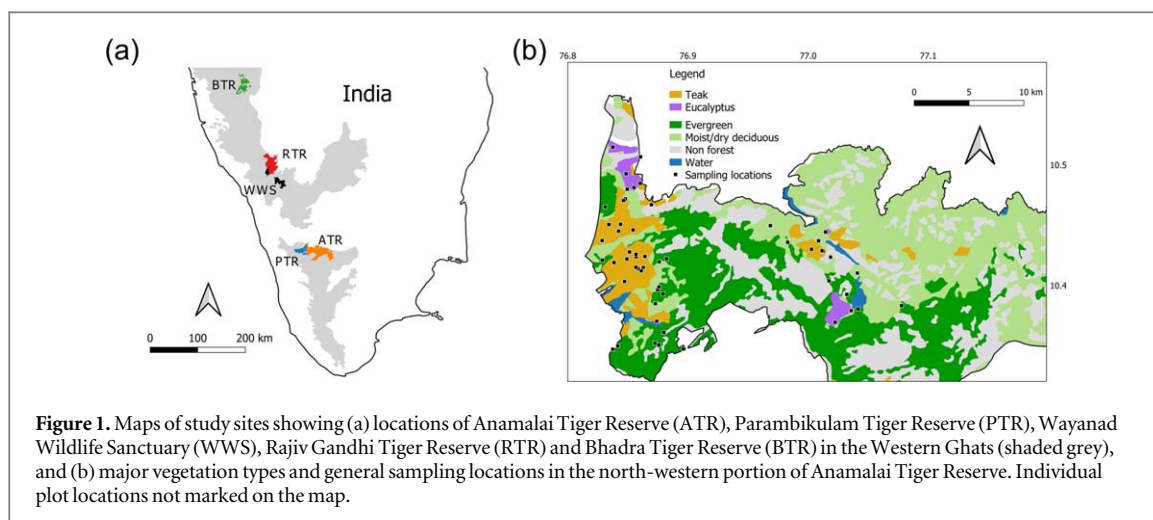 (a)
BTR
India
RTR
WWS
ATR
PTR
0 100 200 km
(b)
76.8 76.9 77.0 77.1
Legend
Teak
Eucalyptus
Evergreen
Moist/dry deciduous
Non forest
Water
Sampling locations
0 5 10 km
10.5
10.4
Figure 1. Maps of study sites showing (a) locations of Anamalai Tiger Reserve (ATR), Parambikulam Tiger Reserve (PTR), Wayanad
Wildlife Sanctuary (WWS), Rajiv Gandhi Tiger Reserve (RTR) and Bhadra Tiger Reserve (BTR) in the Western Ghats (shaded grey),
and (b) major vegetation types and general sampling locations in the north-western portion of Anamalai Tiger Reserve. Individual
plot locations not marked on the map.